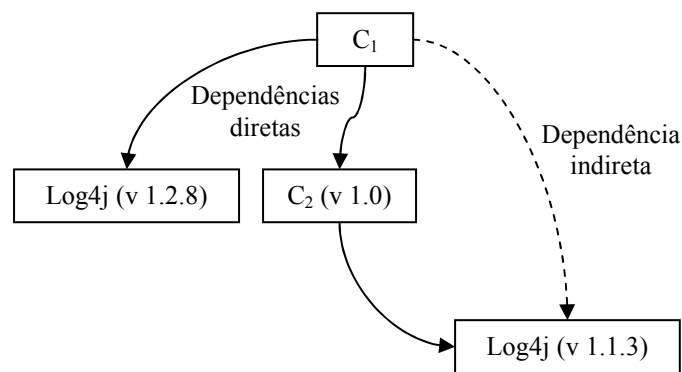 C₁
Dependências
diretas
Dependência
indireta
Log4j (v 1.2.8)
C₂ (v 1.0)
Log4j (v 1.1.3)